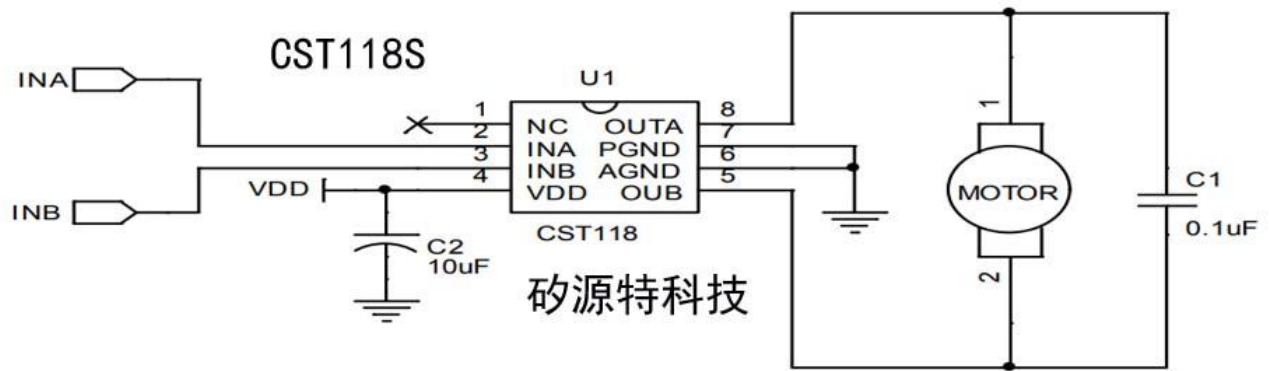 CST118S
INA
U1
1
8
NC
OUTA
2
7
INA
PGND
3
6
INB
AGND
4
5
VDD
OUB
VDD
INB
CST118
C2
10uF
矽源特科技
1
MOTOR
2
C1
0.1uF